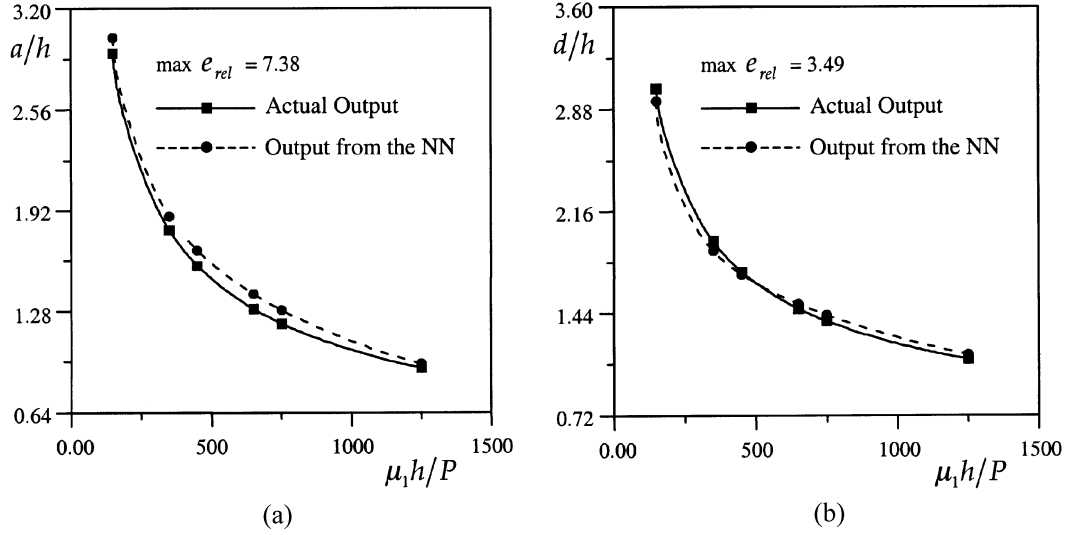 3.20
a/h
2.56
1.92
1.28
0.64
0.00
500
1000
1500
μ₁h/P
max e_rel = 7.38
Actual Output
Output from the NN
(a)
3.60
d/h
2.88
2.16
1.44
0.72
0.00
500
1000
1500
μ₁h/P
max e_rel = 3.49
Actual Output
Output from the NN
(b)